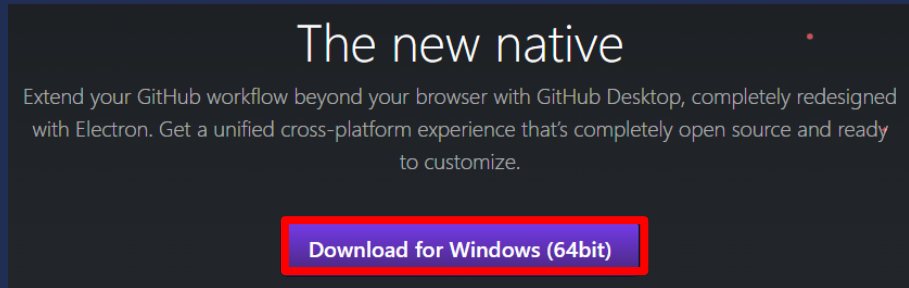 The new native
Extend your GitHub workflow beyond your browser with GitHub Desktop, completely redesigned
with Electron. Get a unified cross-platform experience that's completely open source and ready
to customize.
Download for Windows (64bit)